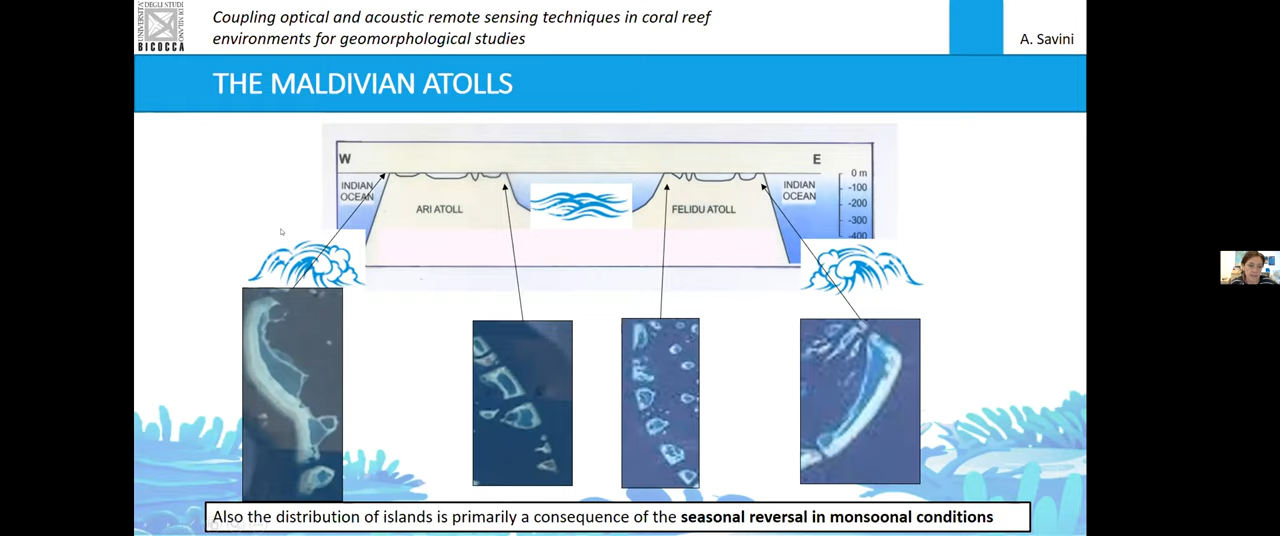 UNIVERSITA'
DEGLI STUDI
DI MILANO
BICOCCA
Coupling optical and acoustic remote sensing techniques in coral reef
environments for geomorphological studies
A. Savini
THE MALDIVIAN ATOLLS
W
E
INDIAN
OCEAN
ARI ATOLL
FELIDU ATOLL
INDIAN
OCEAN
0 m
-100
-200
-300
-400
Also the distribution of islands is primarily a consequence of the seasonal reversal in monsoonal conditions